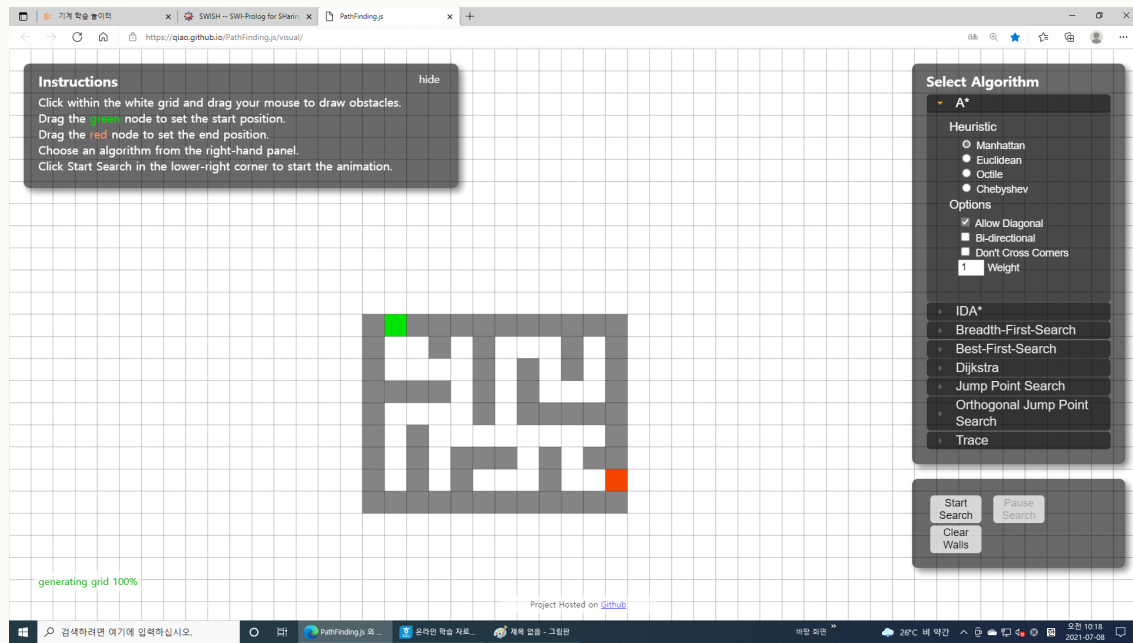 기계 학습 놀이터
SWISH -- SWI-Prolog for SHaring
PathFinding.js
https://qiao.github.io/PathFinding.js/visual/
Instructions
hide
Click within the white grid and drag your mouse to draw obstacles.
Drag the green node to set the start position.
Drag the red node to set the end position.
Choose an algorithm from the right-hand panel.
Click Start Search in the lower-right corner to start the animation.
Select Algorithm
A*
Heuristic
Manhattan
Euclidean
Octile
Chebyshev
Options
Allow Diagonal
Bi-directional
Don't Cross Corners
1 Weight
IDA*
Breadth-First-Search
Best-First-Search
Dijkstra
Jump Point Search
Orthogonal Jump Point
Search
Trace
Start
Search
Pause
Search
Clear
Walls
generating grid 100%
Project Hosted on Github
검색하려면 여기에 입력하십시오.
PathFinding.js 외 ...
온라인 학습 자료...
제목 없음 - 그림판
바탕 화면
26°C 비 약간
오전 10:18
2021-07-08